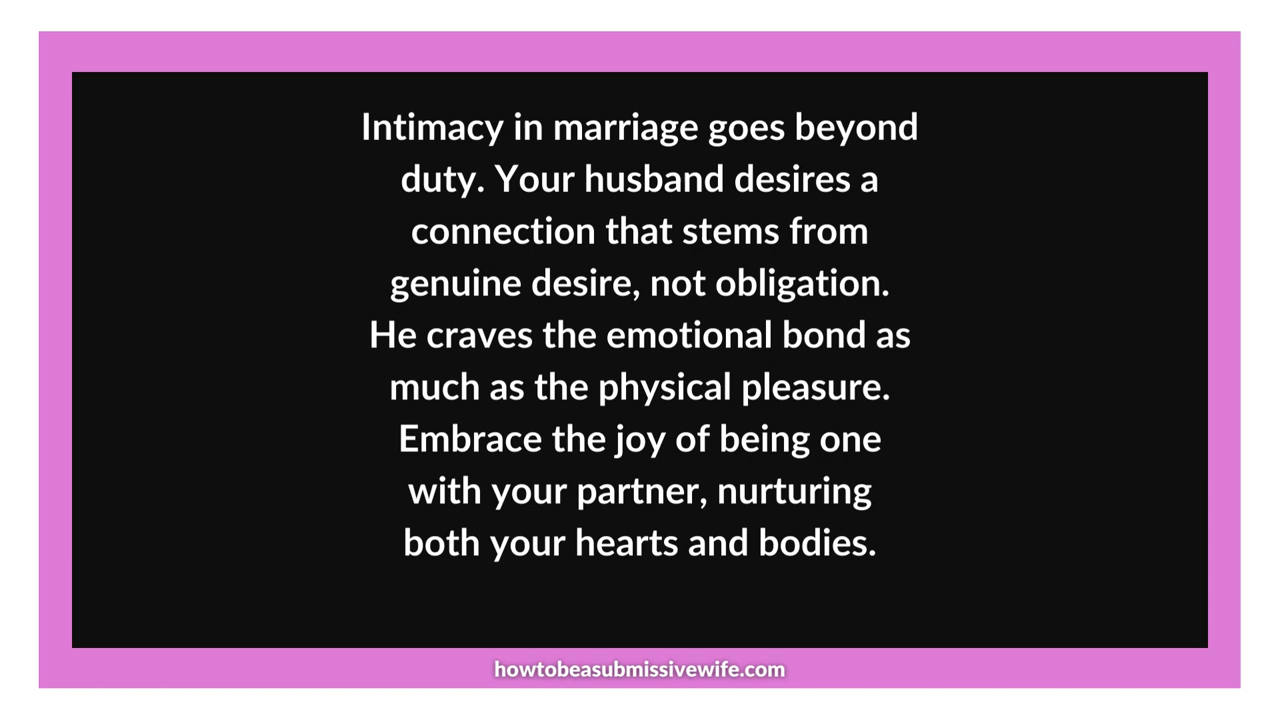 Intimacy in marriage goes beyond
duty. Your husband desires a
connection that stems from
genuine desire, not obligation.
He craves the emotional bond as
much as the physical pleasure.
Embrace the joy of being one
with your partner, nurturing
both your hearts and bodies.
howtobeasubmissivewife.com